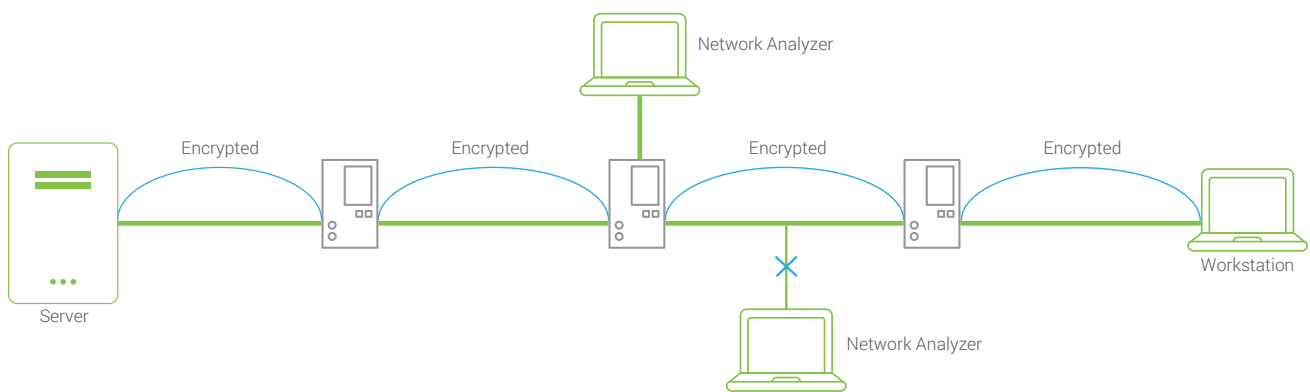 Network Analyzer
Encrypted
Encrypted
Encrypted
Encrypted
Workstation
Server
Network Analyzer